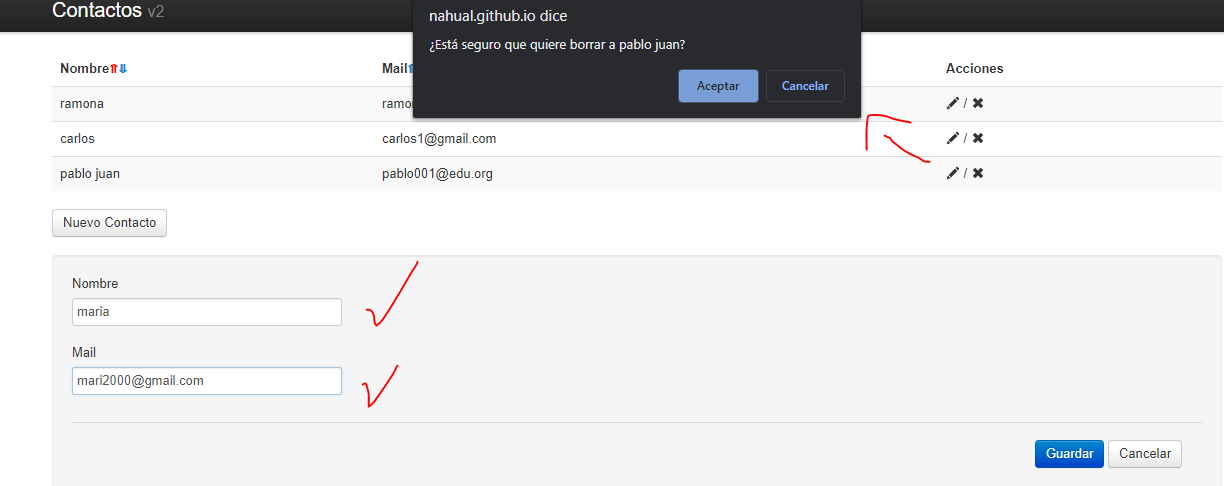 Contactos v2
nahual.github.io dice
¿Está seguro que quiere borrar a pablo juan?
Aceptar Cancelar
Nombre Mail Acciones
ramona ramo /
carlos carlos1@gmail.com /
pablo juan pablo001@edu.org /
Nuevo Contacto
Nombre
maria
Mail
mari2000@gmail.com
Guardar Cancelar